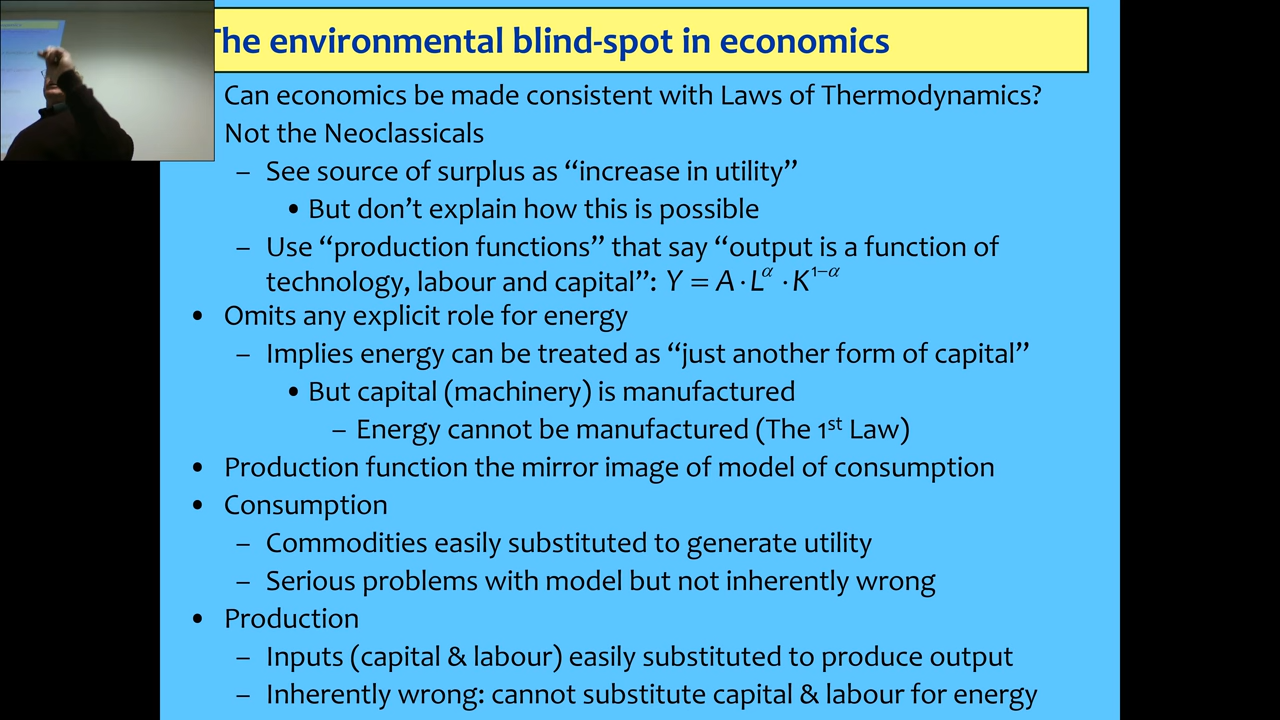 The environmental blind-spot in economics
Can economics be made consistent with Laws of Thermodynamics?
Not the Neoclassicals
– See source of surplus as “increase in utility”
• But don’t explain how this is possible
– Use “production functions” that say “output is a function of
technology, labour and capital”: Y = A · L^α · K^1−α
• Omits any explicit role for energy
– Implies energy can be treated as “just another form of capital”
• But capital (machinery) is manufactured
– Energy cannot be manufactured (The 1st Law)
• Production function the mirror image of model of consumption
• Consumption
– Commodities easily substituted to generate utility
– Serious problems with model but not inherently wrong
• Production
– Inputs (capital & labour) easily substituted to produce output
– Inherently wrong: cannot substitute capital & labour for energy